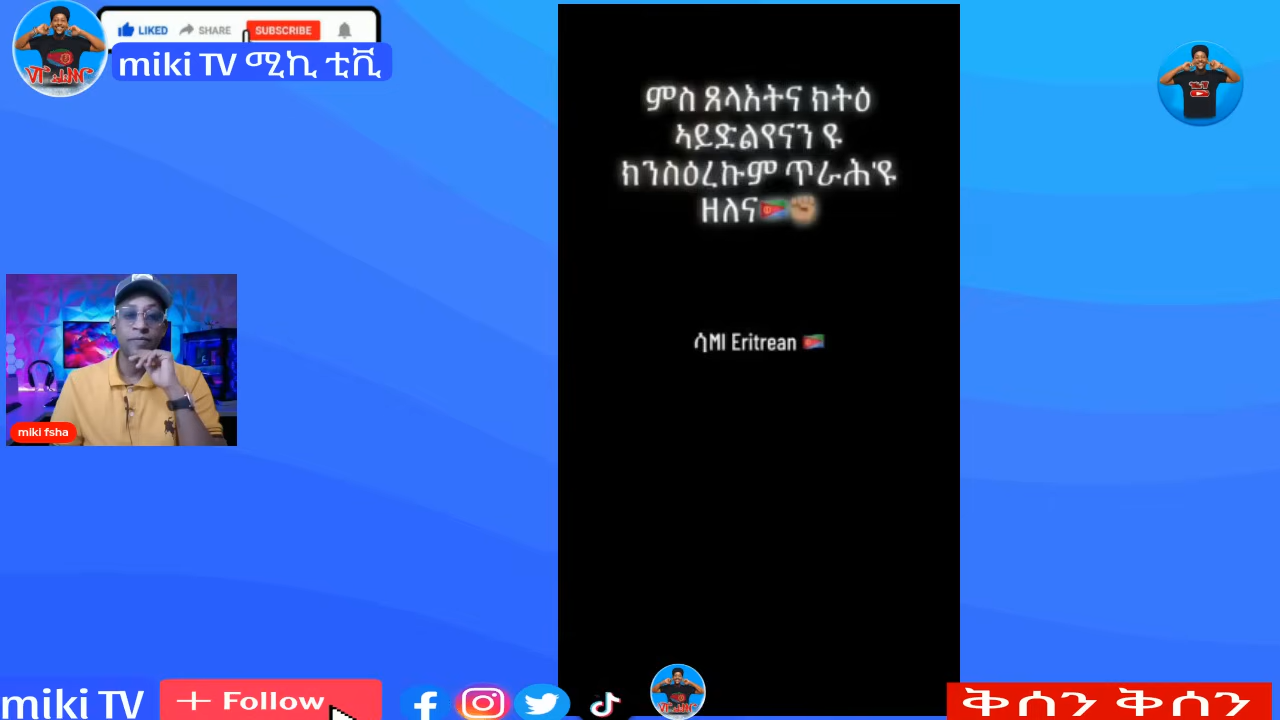 LIKED
SHARE
SUBSCRIBE
miki TV ሚኪ ቲቪ
ምስ ጸላእትና ክትዕ
ኣይድልየናን ዩ
ክንስዕረኩም ጥራሕ'ዩ
ዘለና
ሳMI Eritrean
miki fsha
miki TV
+ Follow
ቅሰን ቅሰን